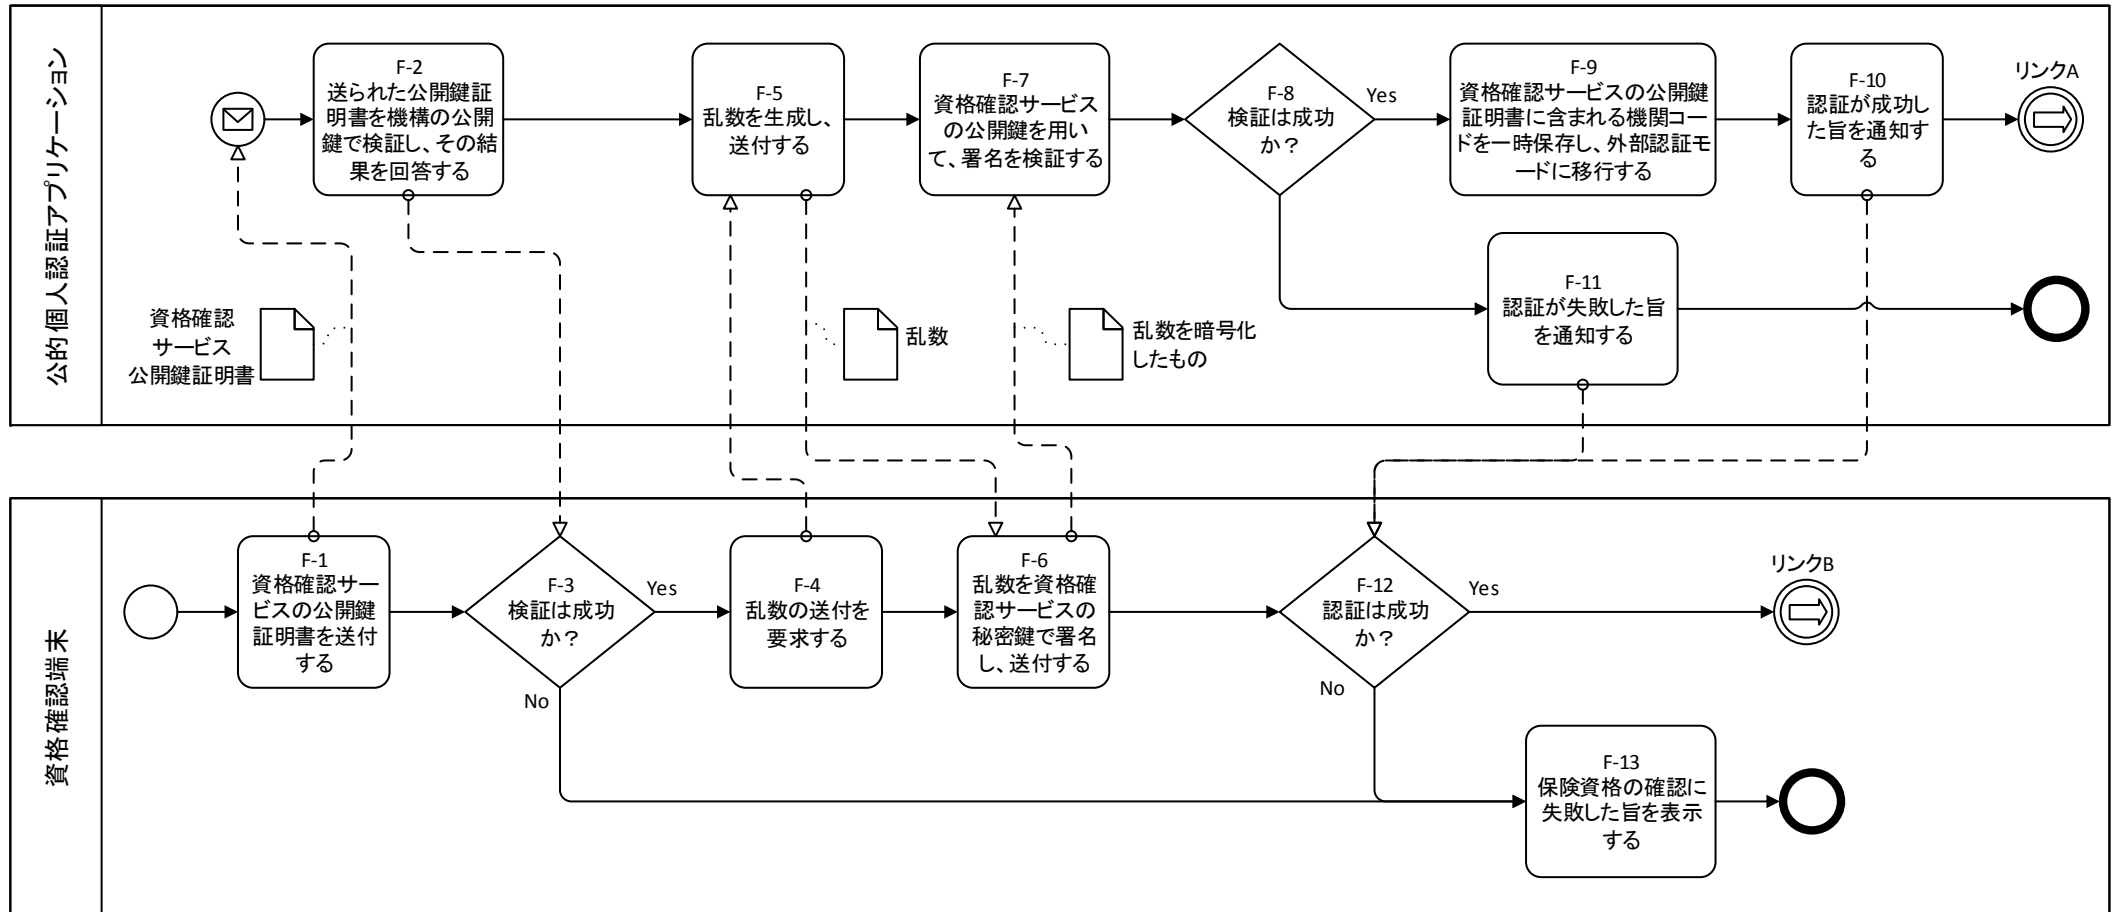 公的個人認証アプリケーション
F-2
送られた公開鍵証
明書を機構の公開
鍵で検証し、その結
果を回答する
F-5
乱数を生成し、
送付する
F-7
資格確認サービス
の公開鍵を用い
て、署名を検証する
F-8
検証は成功
か？
Yes
F-9
資格確認サービスの公開鍵
証明書に含まれる機関コー
ドを一時保存し、外部認証モ
ードに移行する
F-10
認証が成功し
た旨を通知す
る
リンクA
F-11
認証が失敗した旨
を通知する
資格確認
サービス
公開鍵証明書
乱数
乱数を暗号化
したもの
資格確認端末
F-1
資格確認サー
ビスの公開鍵
証明書を送付
する
F-3
検証は成功
か？
Yes
No
F-4
乱数の送付を
要求する
F-6
乱数を資格確
認サービスの
秘密鍵で署名
し、送付する
F-12
認証は成功
か？
Yes
No
リンクB
F-13
保険資格の確認に
失敗した旨を表示
する